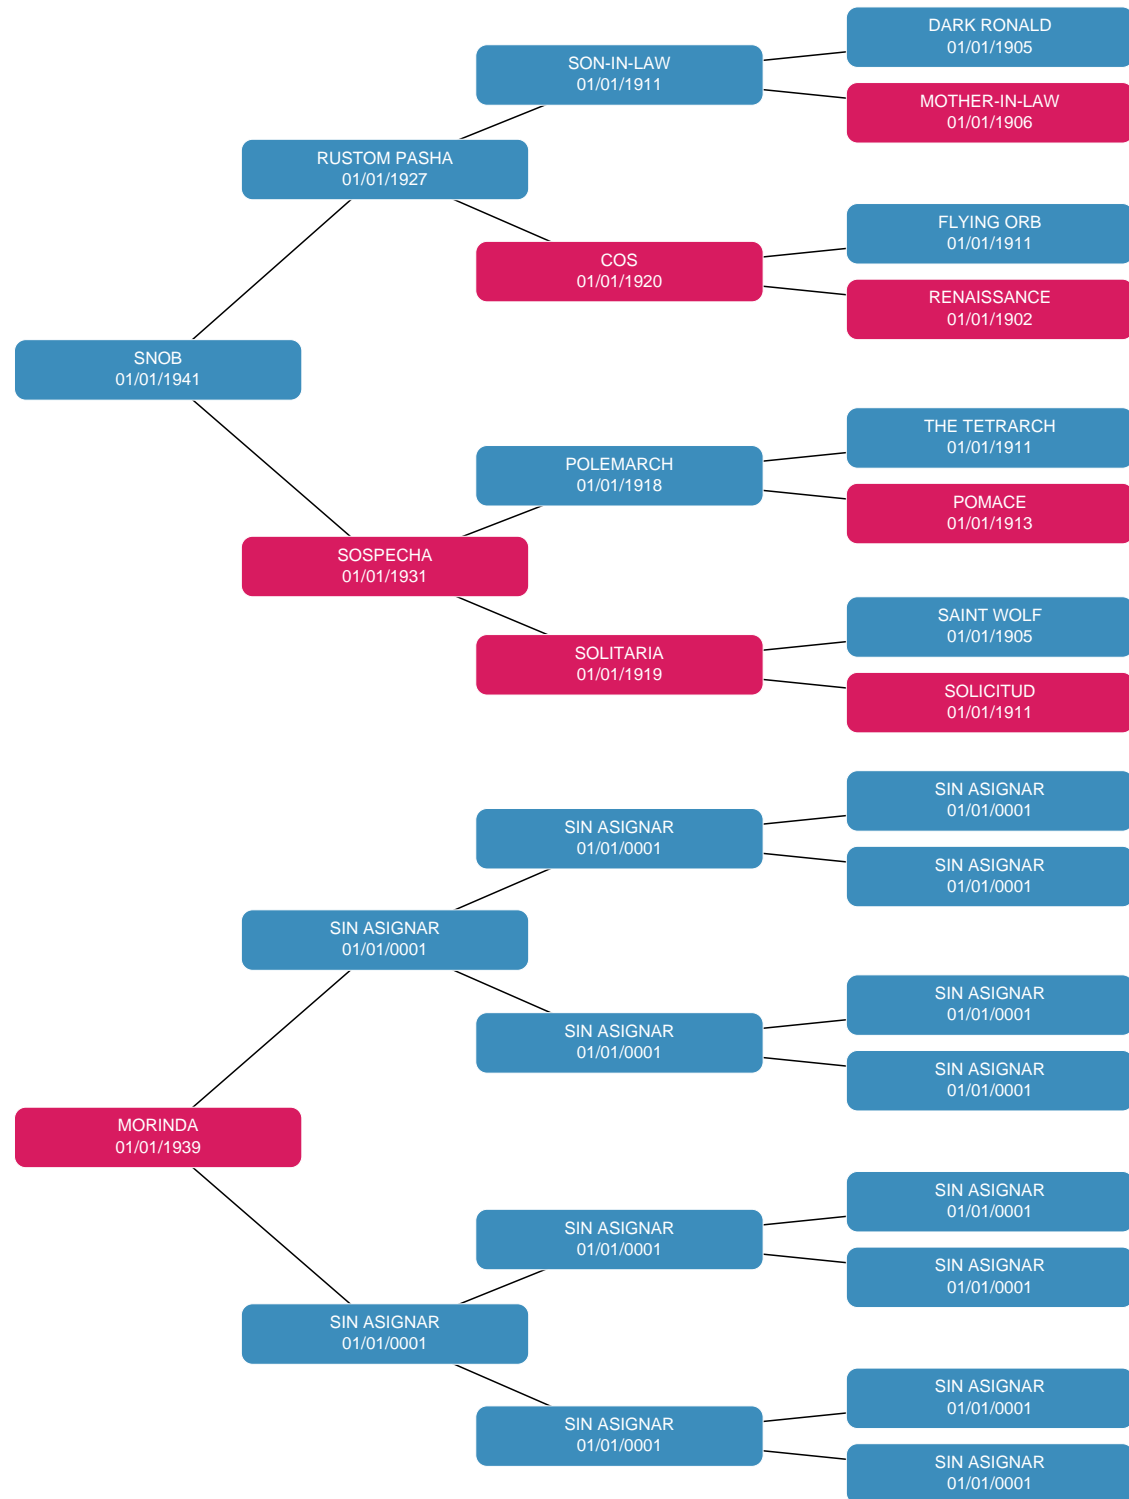 DARK RONALD
01/01/1905
SON-IN-LAW
01/01/1911
MOTHER-IN-LAW
01/01/1906
RUSTOM PASHA
01/01/1927
FLYING ORB
01/01/1911
COS
01/01/1920
RENAISSANCE
01/01/1902
SNOB
01/01/1941
THE TETRARCH
01/01/1911
POLEMARCH
01/01/1918
POMACE
01/01/1913
SOSPECHA
01/01/1931
SAINT WOLF
01/01/1905
SOLITARIA
01/01/1919
SOLICITUD
01/01/1911
SIN ASIGNAR
01/01/0001
SIN ASIGNAR
01/01/0001
SIN ASIGNAR
01/01/0001
SIN ASIGNAR
01/01/0001
SIN ASIGNAR
01/01/0001
SIN ASIGNAR
01/01/0001
SIN ASIGNAR
01/01/0001
MORINDA
01/01/1939
SIN ASIGNAR
01/01/0001
SIN ASIGNAR
01/01/0001
SIN ASIGNAR
01/01/0001
SIN ASIGNAR
01/01/0001
SIN ASIGNAR
01/01/0001
SIN ASIGNAR
01/01/0001
SIN ASIGNAR
01/01/0001